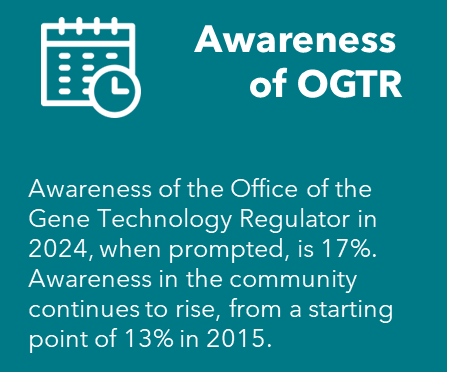 Awareness
of OGTR
Awareness of the Office of the
Gene Technology Regulator in
2024, when prompted, is 17%.
Awareness in the community
continues to rise, from a starting
point of 13% in 2015.